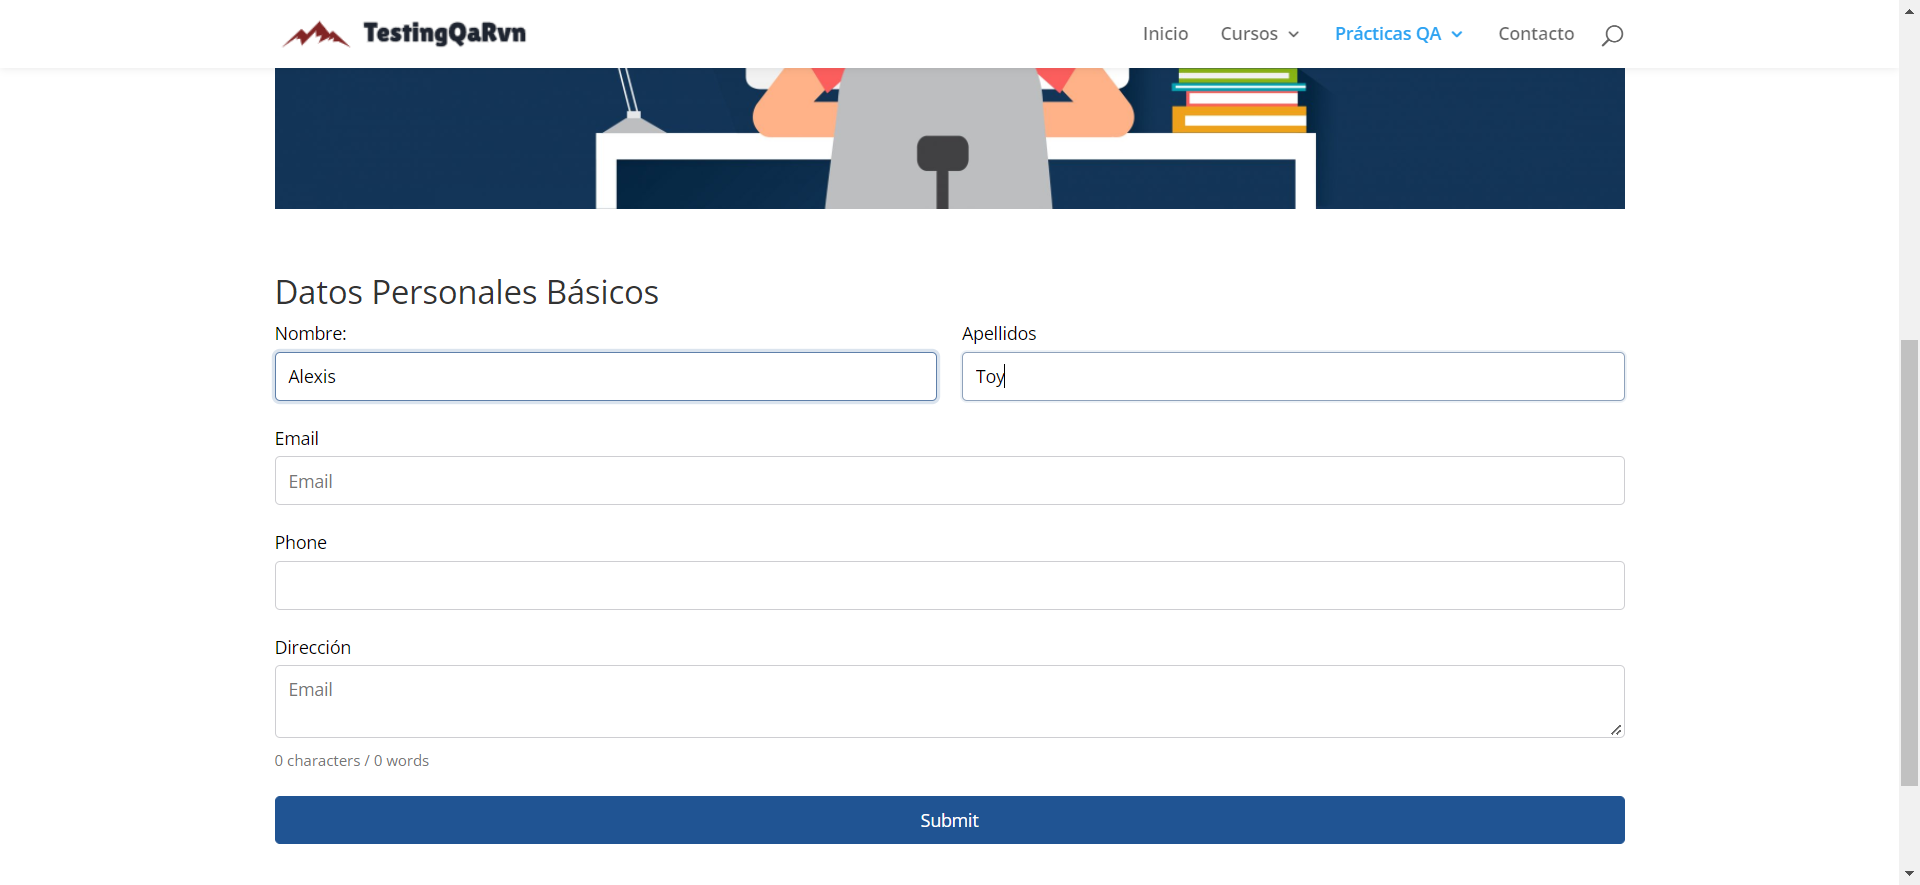 TestingQaRvn
Inicio Cursos Prácticas QA Contacto
Datos Personales Básicos
Nombre: Apellidos
Alexis Toy
Email
Email
Phone
Dirección
Email
0 characters / 0 words
Submit